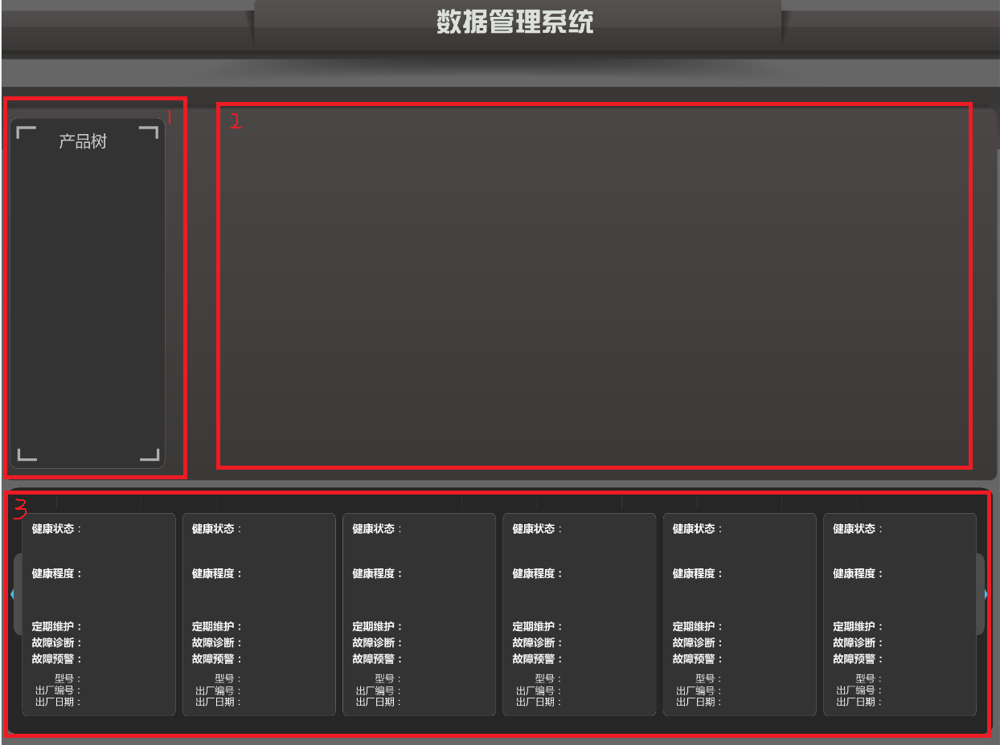 数据管理系统
1
2
产品树
3
健康状态： 健康状态： 健康状态： 健康状态： 健康状态： 健康状态：
健康程度： 健康程度： 健康程度： 健康程度： 健康程度： 健康程度：
定期维护： 定期维护： 定期维护： 定期维护： 定期维护： 定期维护：
故障诊断： 故障诊断： 故障诊断： 故障诊断： 故障诊断： 故障诊断：
故障预警： 故障预警： 故障预警： 故障预警： 故障预警： 故障预警：
型号： 型号： 型号： 型号： 型号： 型号：
出厂编号： 出厂编号： 出厂编号： 出厂编号： 出厂编号： 出厂编号：
出厂日期： 出厂日期： 出厂日期： 出厂日期： 出厂日期： 出厂日期：